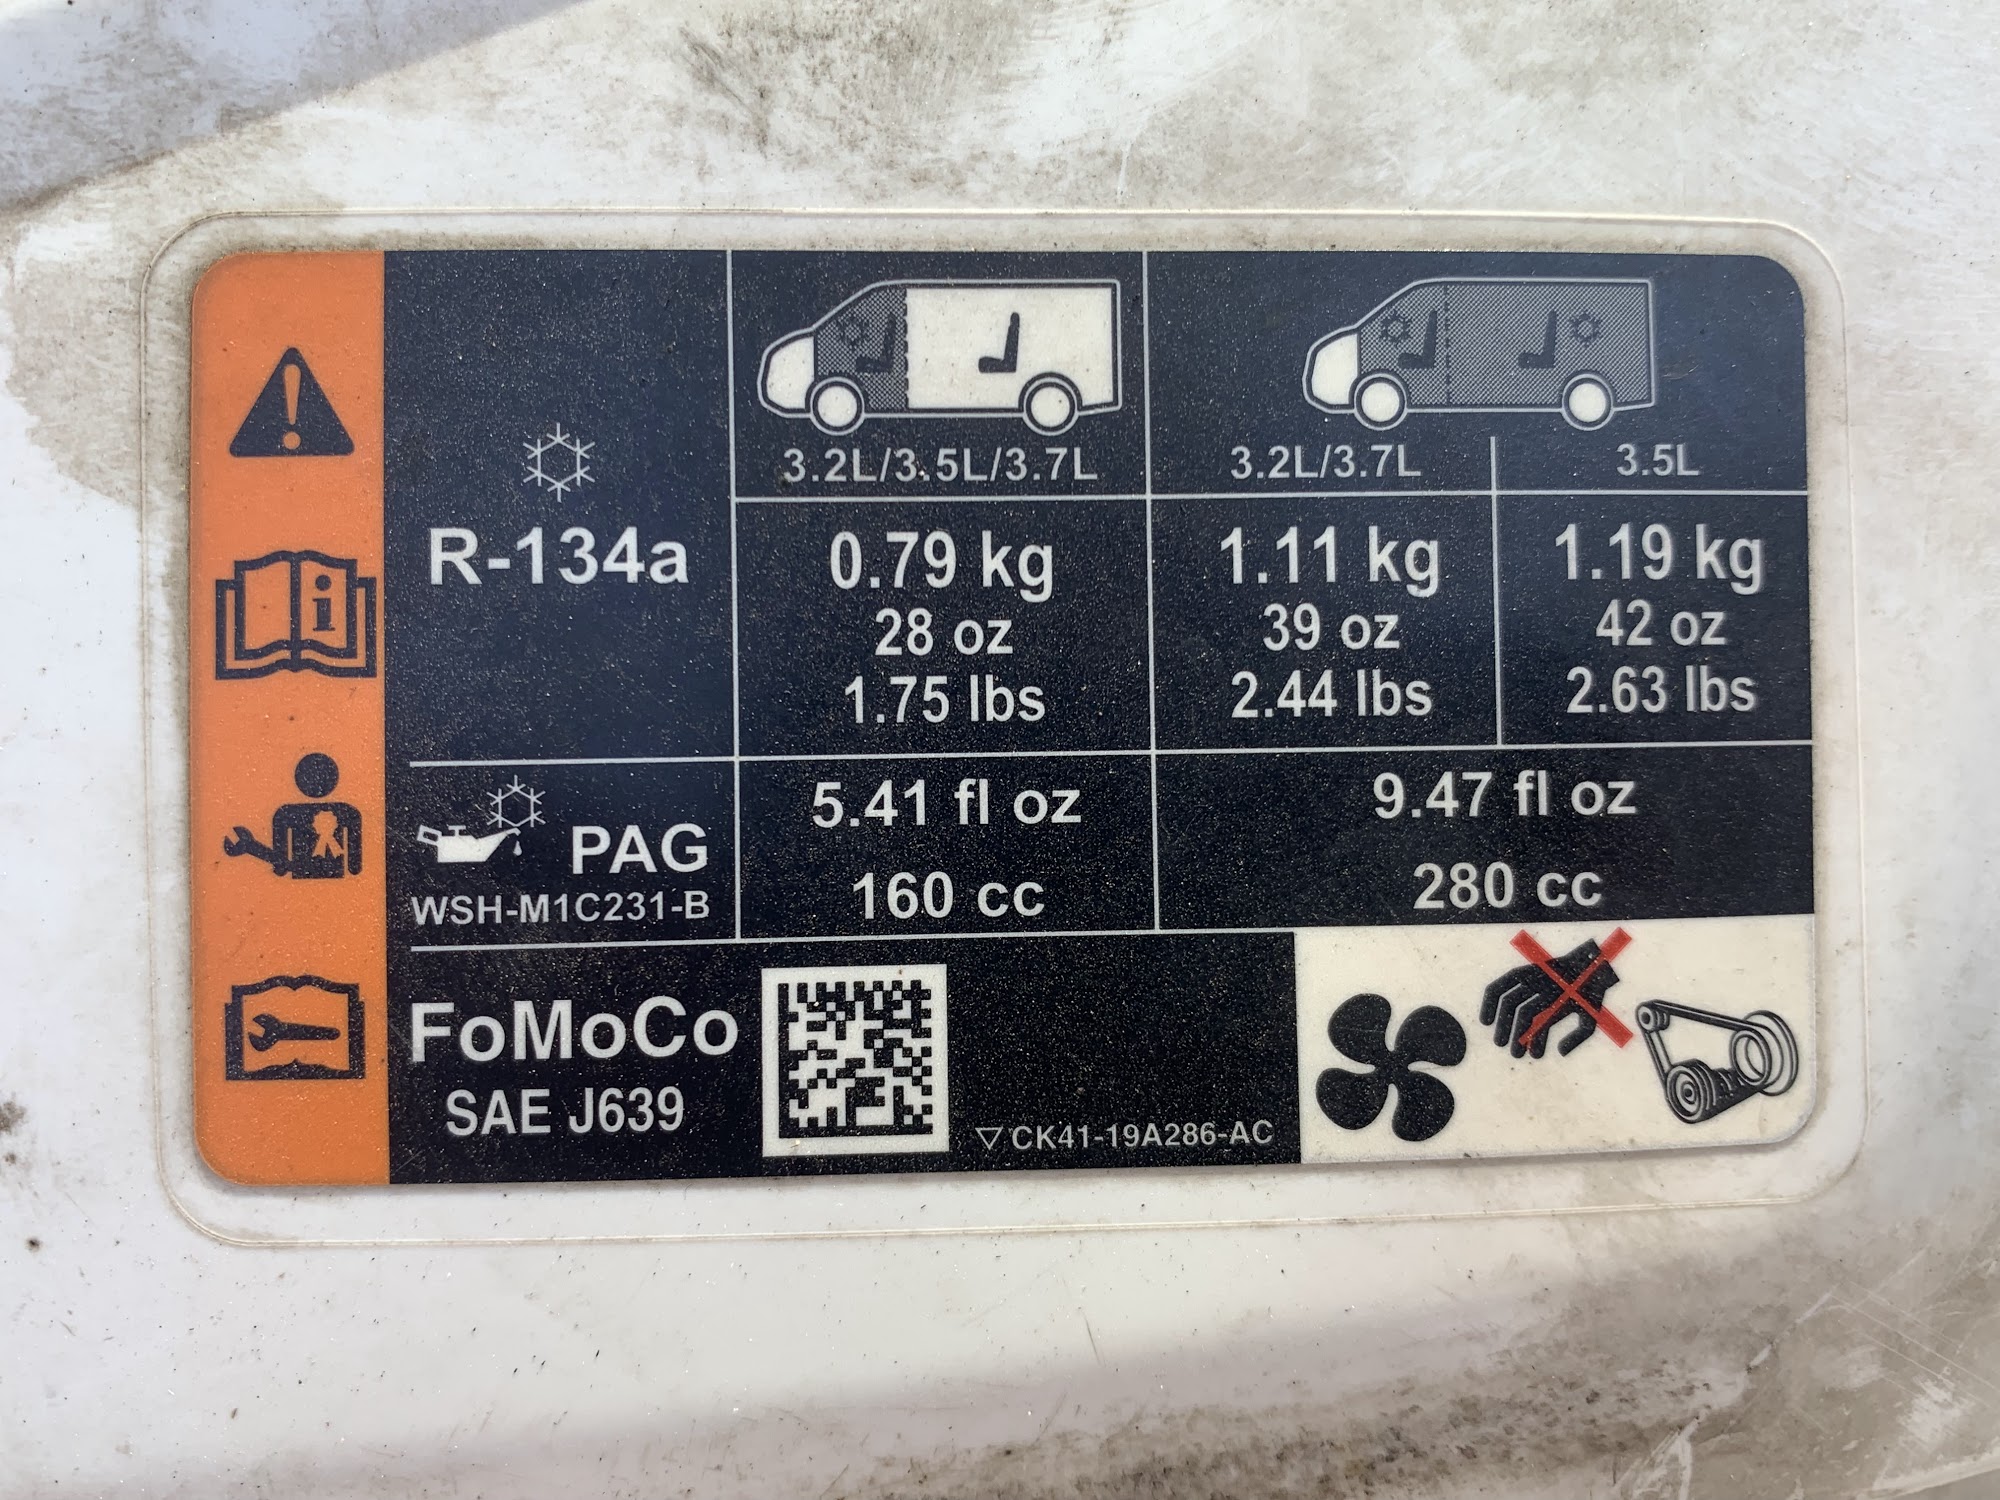 3.2L/3.5L/3.7L
3.2L/3.7L
3.5L
R-134a
0.79 kg
28 oz
1.75 lbs
1.11 kg
39 oz
2.44 lbs
1.19 kg
42 oz
2.63 lbs
PAG
WSH-M1C231-B
5.41 fl oz
160 cc
9.47 fl oz
280 cc
FoMoCo
SAE J639
CK41-19A286-AC